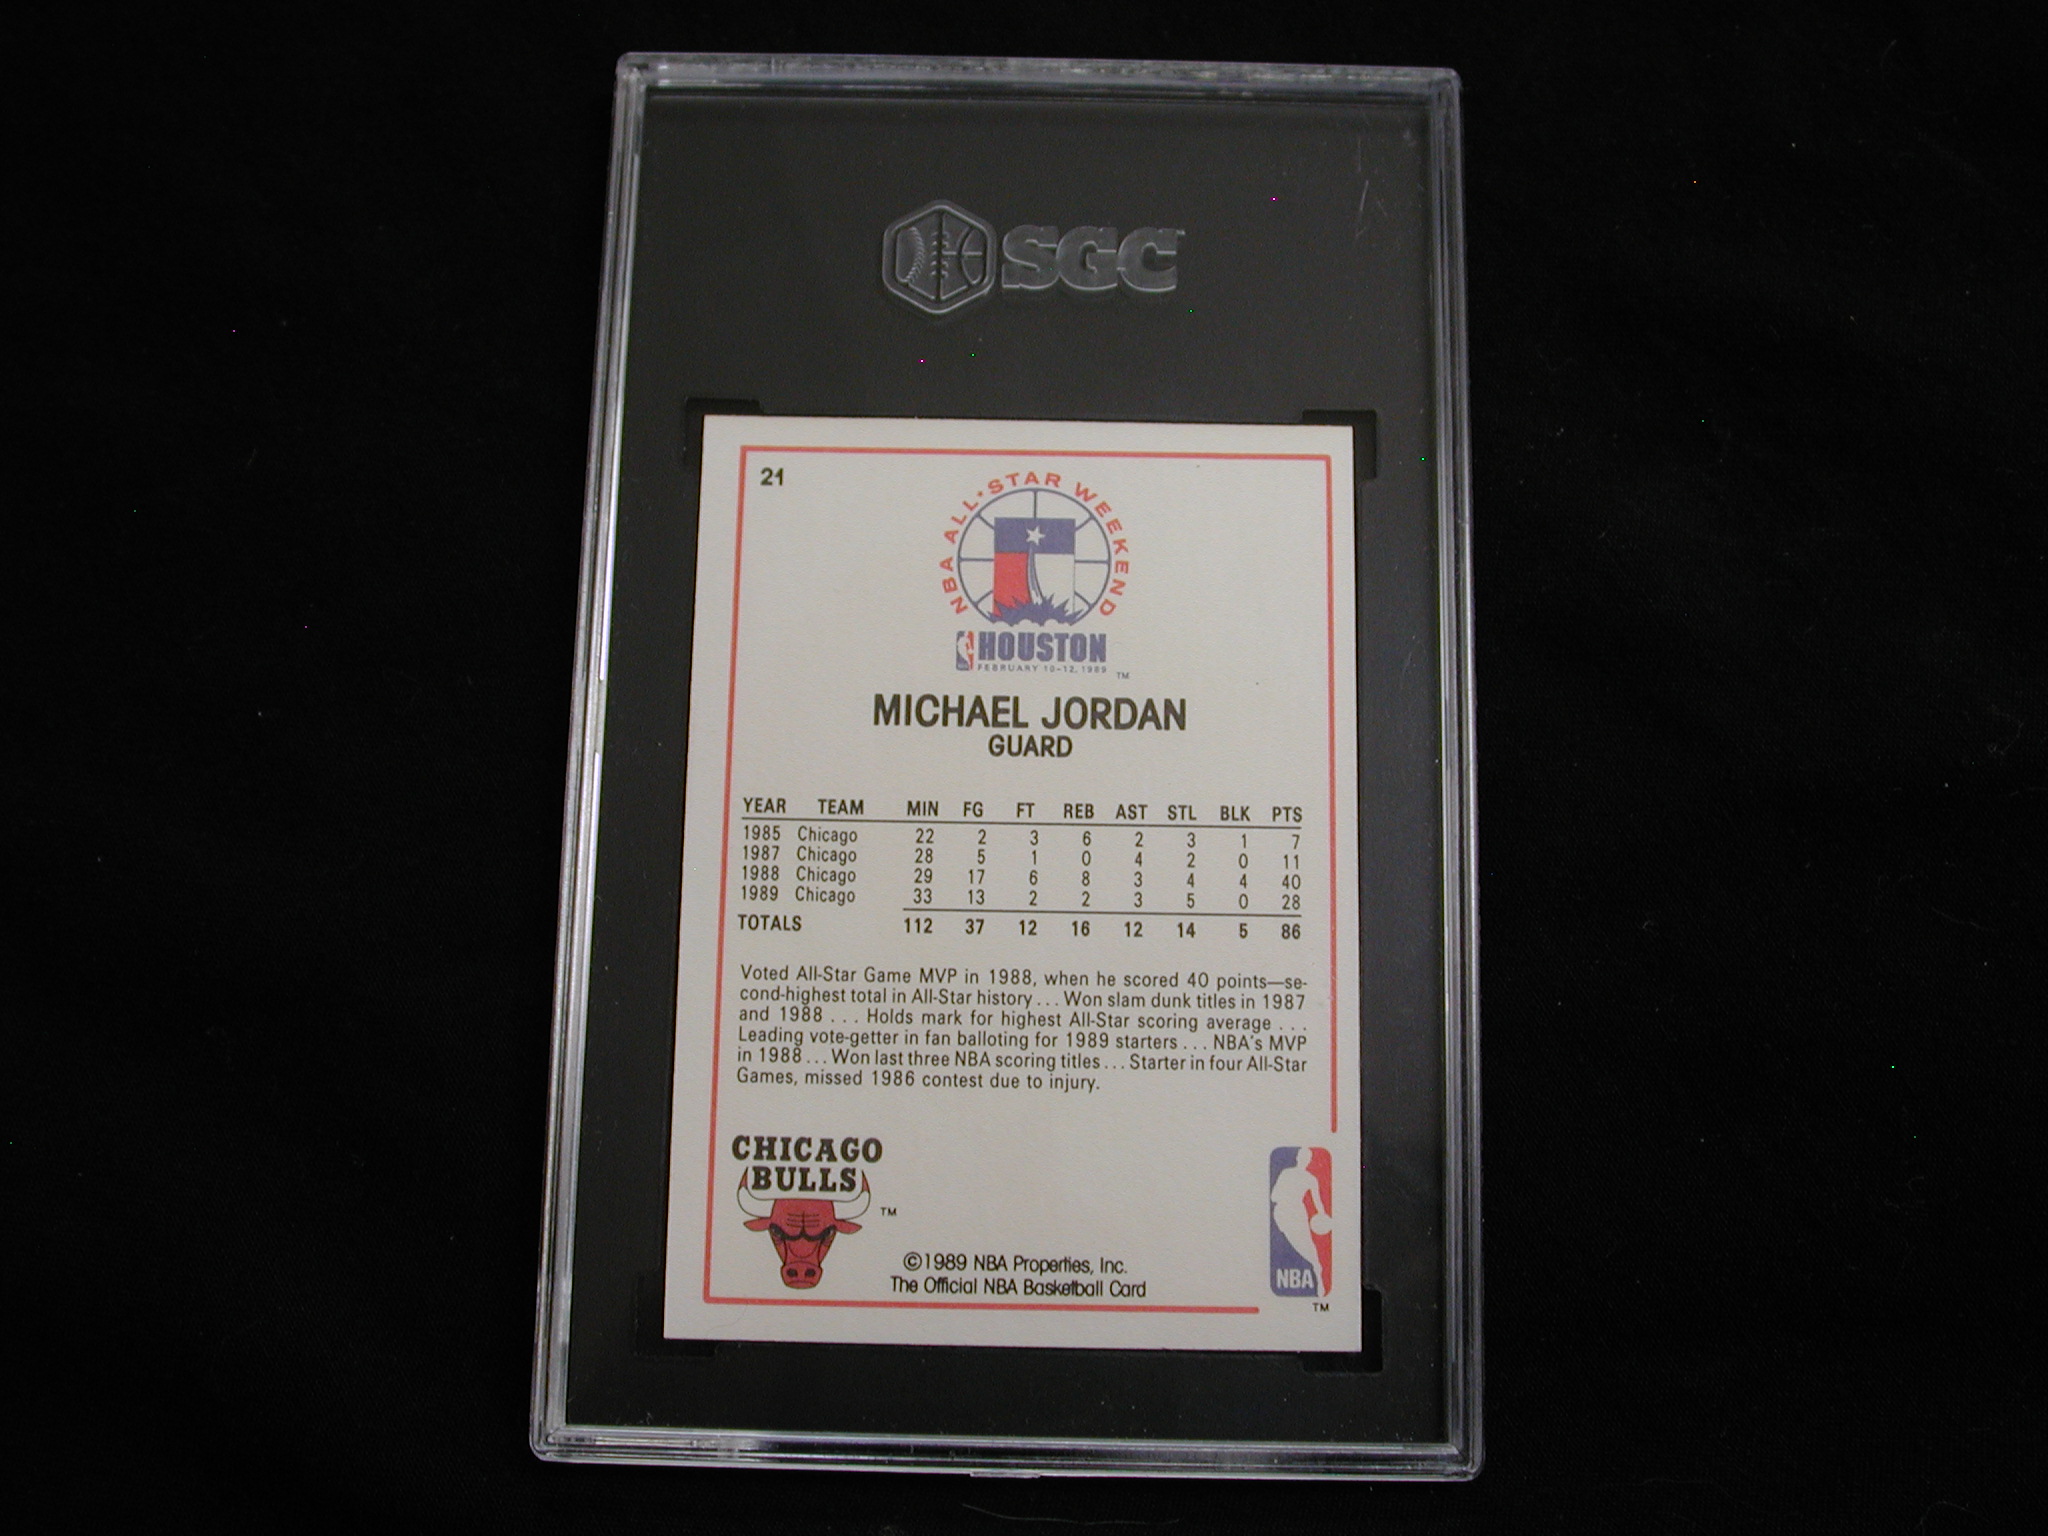 SGC
21
NBA ALL★STAR WEEKEND
HOUSTON
FEBRUARY 10-12, 1989
TM
MICHAEL JORDAN
GUARD
YEAR TEAM MIN FG FT REB AST STL BLK PTS
1985 Chicago 22 2 3 6 2 3 1 7
1987 Chicago 28 5 1 0 4 2 0 11
1988 Chicago 29 17 6 8 3 4 4 40
1989 Chicago 33 13 2 2 3 5 0 28
TOTALS 112 37 12 16 12 14 5 86
Voted All-Star Game MVP in 1988, when he scored 40 points—se-
cond-highest total in All-Star history . . . Won slam dunk titles in 1987
and 1988 . . . Holds mark for highest All-Star scoring average . . .
Leading vote-getter in fan balloting for 1989 starters . . . NBA's MVP
in 1988 . . . Won last three NBA scoring titles . . . Starter in four All-Star
Games, missed 1986 contest due to injury.
CHICAGO
BULLS
TM
©1989 NBA Properties, Inc.
The Official NBA Basketball Card
NBA
TM